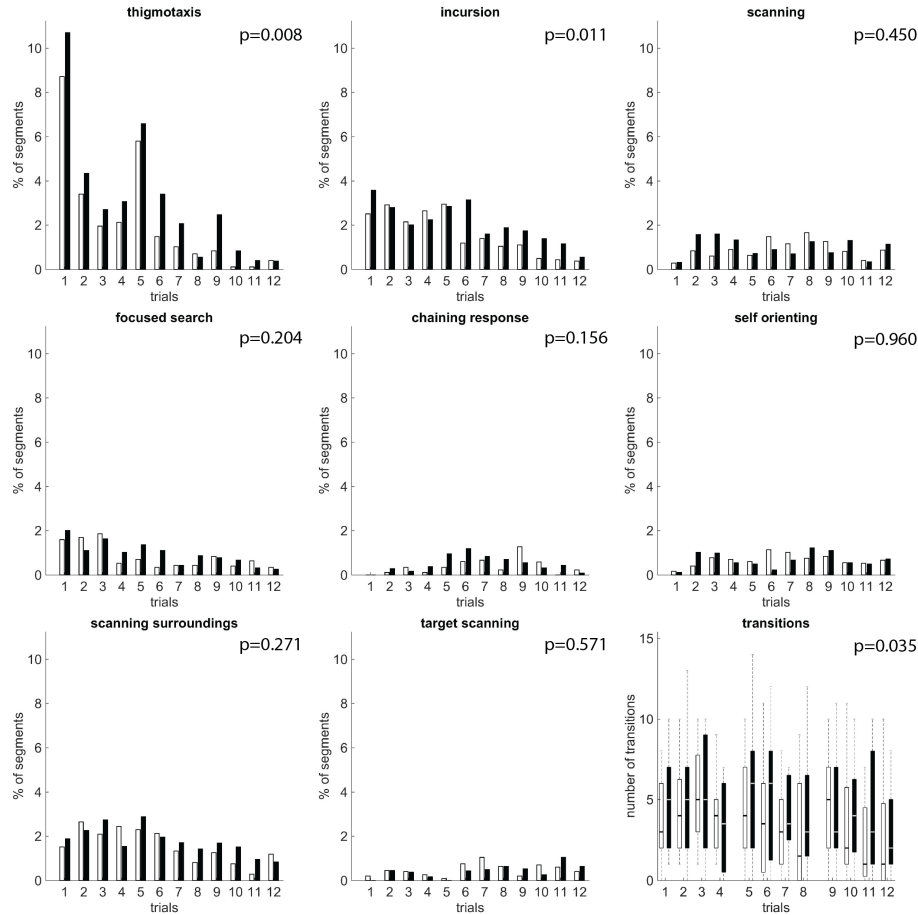 thigmotaxis
p=0.008
% of segments
10
8
6
4
2
0
1 2 3 4 5 6 7 8 9 10 11 12
trials
incursion
p=0.011
% of segments
10
8
6
4
2
0
1 2 3 4 5 6 7 8 9 10 11 12
trials
scanning
p=0.450
% of segments
10
8
6
4
2
0
1 2 3 4 5 6 7 8 9 10 11 12
trials
focused search
p=0.204
% of segments
10
8
6
4
2
0
1 2 3 4 5 6 7 8 9 10 11 12
trials
chaining response
p=0.156
% of segments
10
8
6
4
2
0
1 2 3 4 5 6 7 8 9 10 11 12
trials
self orienting
p=0.960
% of segments
10
8
6
4
2
0
1 2 3 4 5 6 7 8 9 10 11 12
trials
scanning surroundings
p=0.271
% of segments
10
8
6
4
2
0
1 2 3 4 5 6 7 8 9 10 11 12
trials
target scanning
p=0.571
% of segments
10
8
6
4
2
0
1 2 3 4 5 6 7 8 9 10 11 12
trials
transitions
p=0.035
number of transitions
15
10
5
0
1 2 3 4 5 6 7 8 9 10 11 12
trials